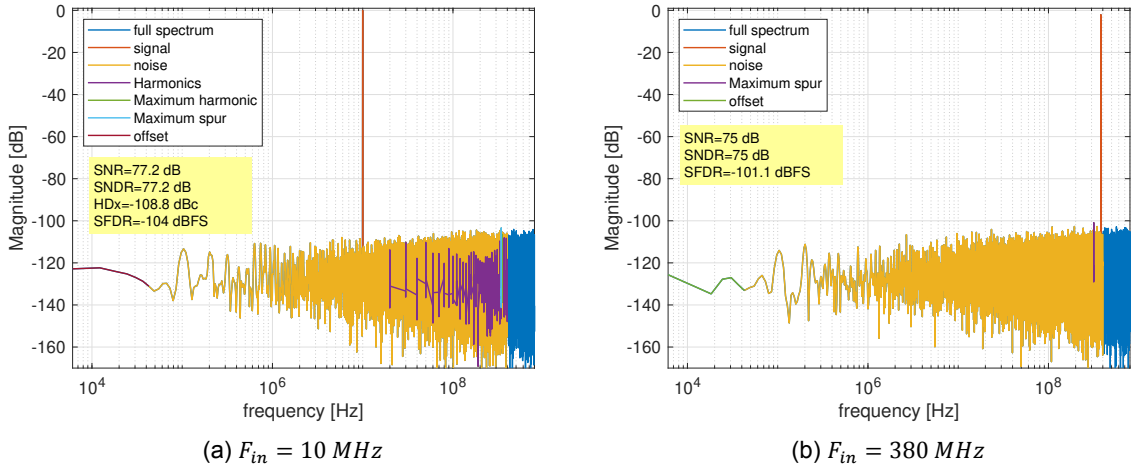 0
-20
-40
-60
-80
-100
-120
-140
-160
Magnitude [dB]
full spectrum
signal
noise
Harmonics
Maximum harmonic
Maximum spur
offset
SNR=77.2 dB
SNDR=77.2 dB
HDx=-108.8 dBc
SFDR=-104 dBFS
10^4
10^6
10^8
frequency [Hz]
(a) F_in = 10 MHz
0
-20
-40
-60
-80
-100
-120
-140
-160
Magnitude [dB]
full spectrum
signal
noise
Maximum spur
offset
SNR=75 dB
SNDR=75 dB
SFDR=-101.1 dBFS
10^4
10^6
10^8
frequency [Hz]
(b) F_in = 380 MHz